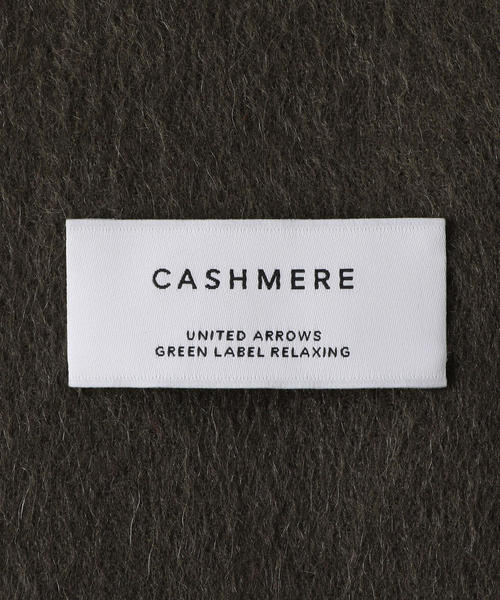 CASHMERE
UNITED ARROWS
GREEN LABEL RELAXING